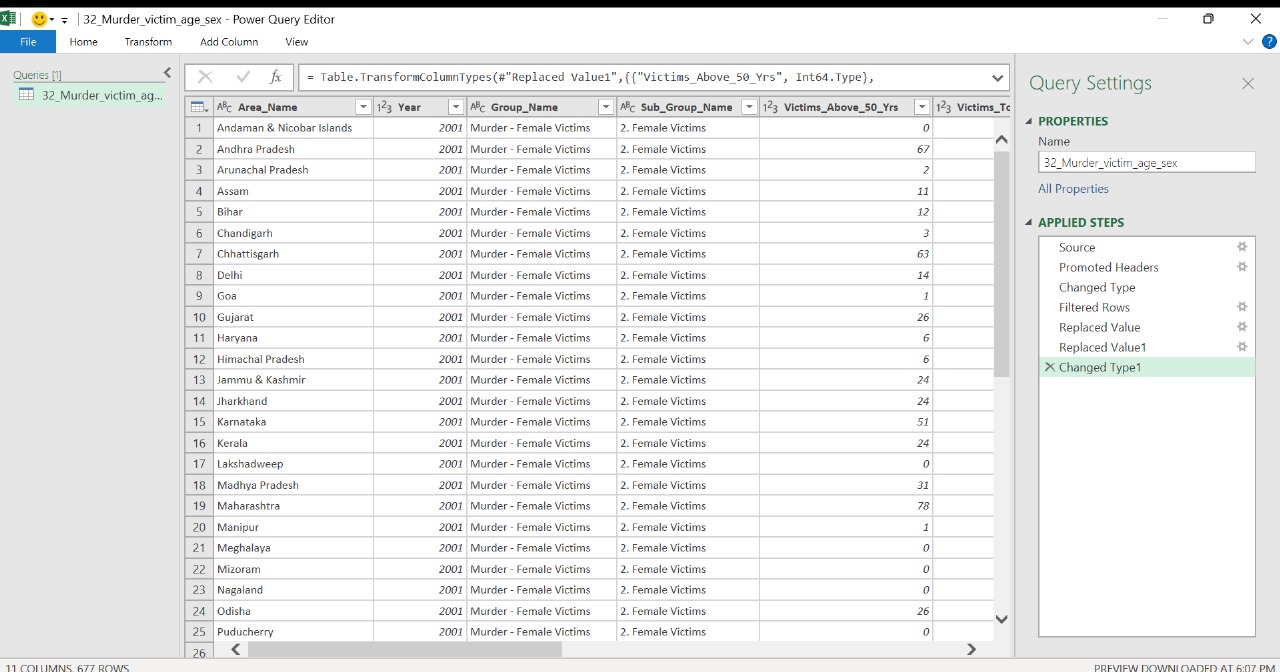 32_Murder_victim_age_sex - Power Query Editor
File Home Transform Add Column View
Queries [1]
32_Murder_victim_ag...
= Table.TransformColumnTypes(#"Replaced Value1",{{"Victims_Above_50_Yrs", Int64.Type},
Area_Name Year Group_Name Sub_Group_Name Victims_Above_50_Yrs Victims_To
1 Andaman & Nicobar Islands 2001 Murder - Female Victims 2. Female Victims 0
2 Andhra Pradesh 2001 Murder - Female Victims 2. Female Victims 67
3 Arunachal Pradesh 2001 Murder - Female Victims 2. Female Victims 2
4 Assam 2001 Murder - Female Victims 2. Female Victims 11
5 Bihar 2001 Murder - Female Victims 2. Female Victims 12
6 Chandigarh 2001 Murder - Female Victims 2. Female Victims 3
7 Chhattisgarh 2001 Murder - Female Victims 2. Female Victims 63
8 Delhi 2001 Murder - Female Victims 2. Female Victims 14
9 Goa 2001 Murder - Female Victims 2. Female Victims 1
10 Gujarat 2001 Murder - Female Victims 2. Female Victims 26
11 Haryana 2001 Murder - Female Victims 2. Female Victims 6
12 Himachal Pradesh 2001 Murder - Female Victims 2. Female Victims 6
13 Jammu & Kashmir 2001 Murder - Female Victims 2. Female Victims 24
14 Jharkhand 2001 Murder - Female Victims 2. Female Victims 24
15 Karnataka 2001 Murder - Female Victims 2. Female Victims 51
16 Kerala 2001 Murder - Female Victims 2. Female Victims 24
17 Lakshadweep 2001 Murder - Female Victims 2. Female Victims 0
18 Madhya Pradesh 2001 Murder - Female Victims 2. Female Victims 31
19 Maharashtra 2001 Murder - Female Victims 2. Female Victims 78
20 Manipur 2001 Murder - Female Victims 2. Female Victims 1
21 Meghalaya 2001 Murder - Female Victims 2. Female Victims 0
22 Mizoram 2001 Murder - Female Victims 2. Female Victims 0
23 Nagaland 2001 Murder - Female Victims 2. Female Victims 0
24 Odisha 2001 Murder - Female Victims 2. Female Victims 26
25 Puducherry 2001 Murder - Female Victims 2. Female Victims 0
26
Query Settings
PROPERTIES
Name
32_Murder_victim_age_sex
All Properties
APPLIED STEPS
Source
Promoted Headers
Changed Type
Filtered Rows
Replaced Value
Replaced Value1
Changed Type1
11 COLUMNS, 677 ROWS
PREVIEW DOWNLOADED AT 6:07 PM